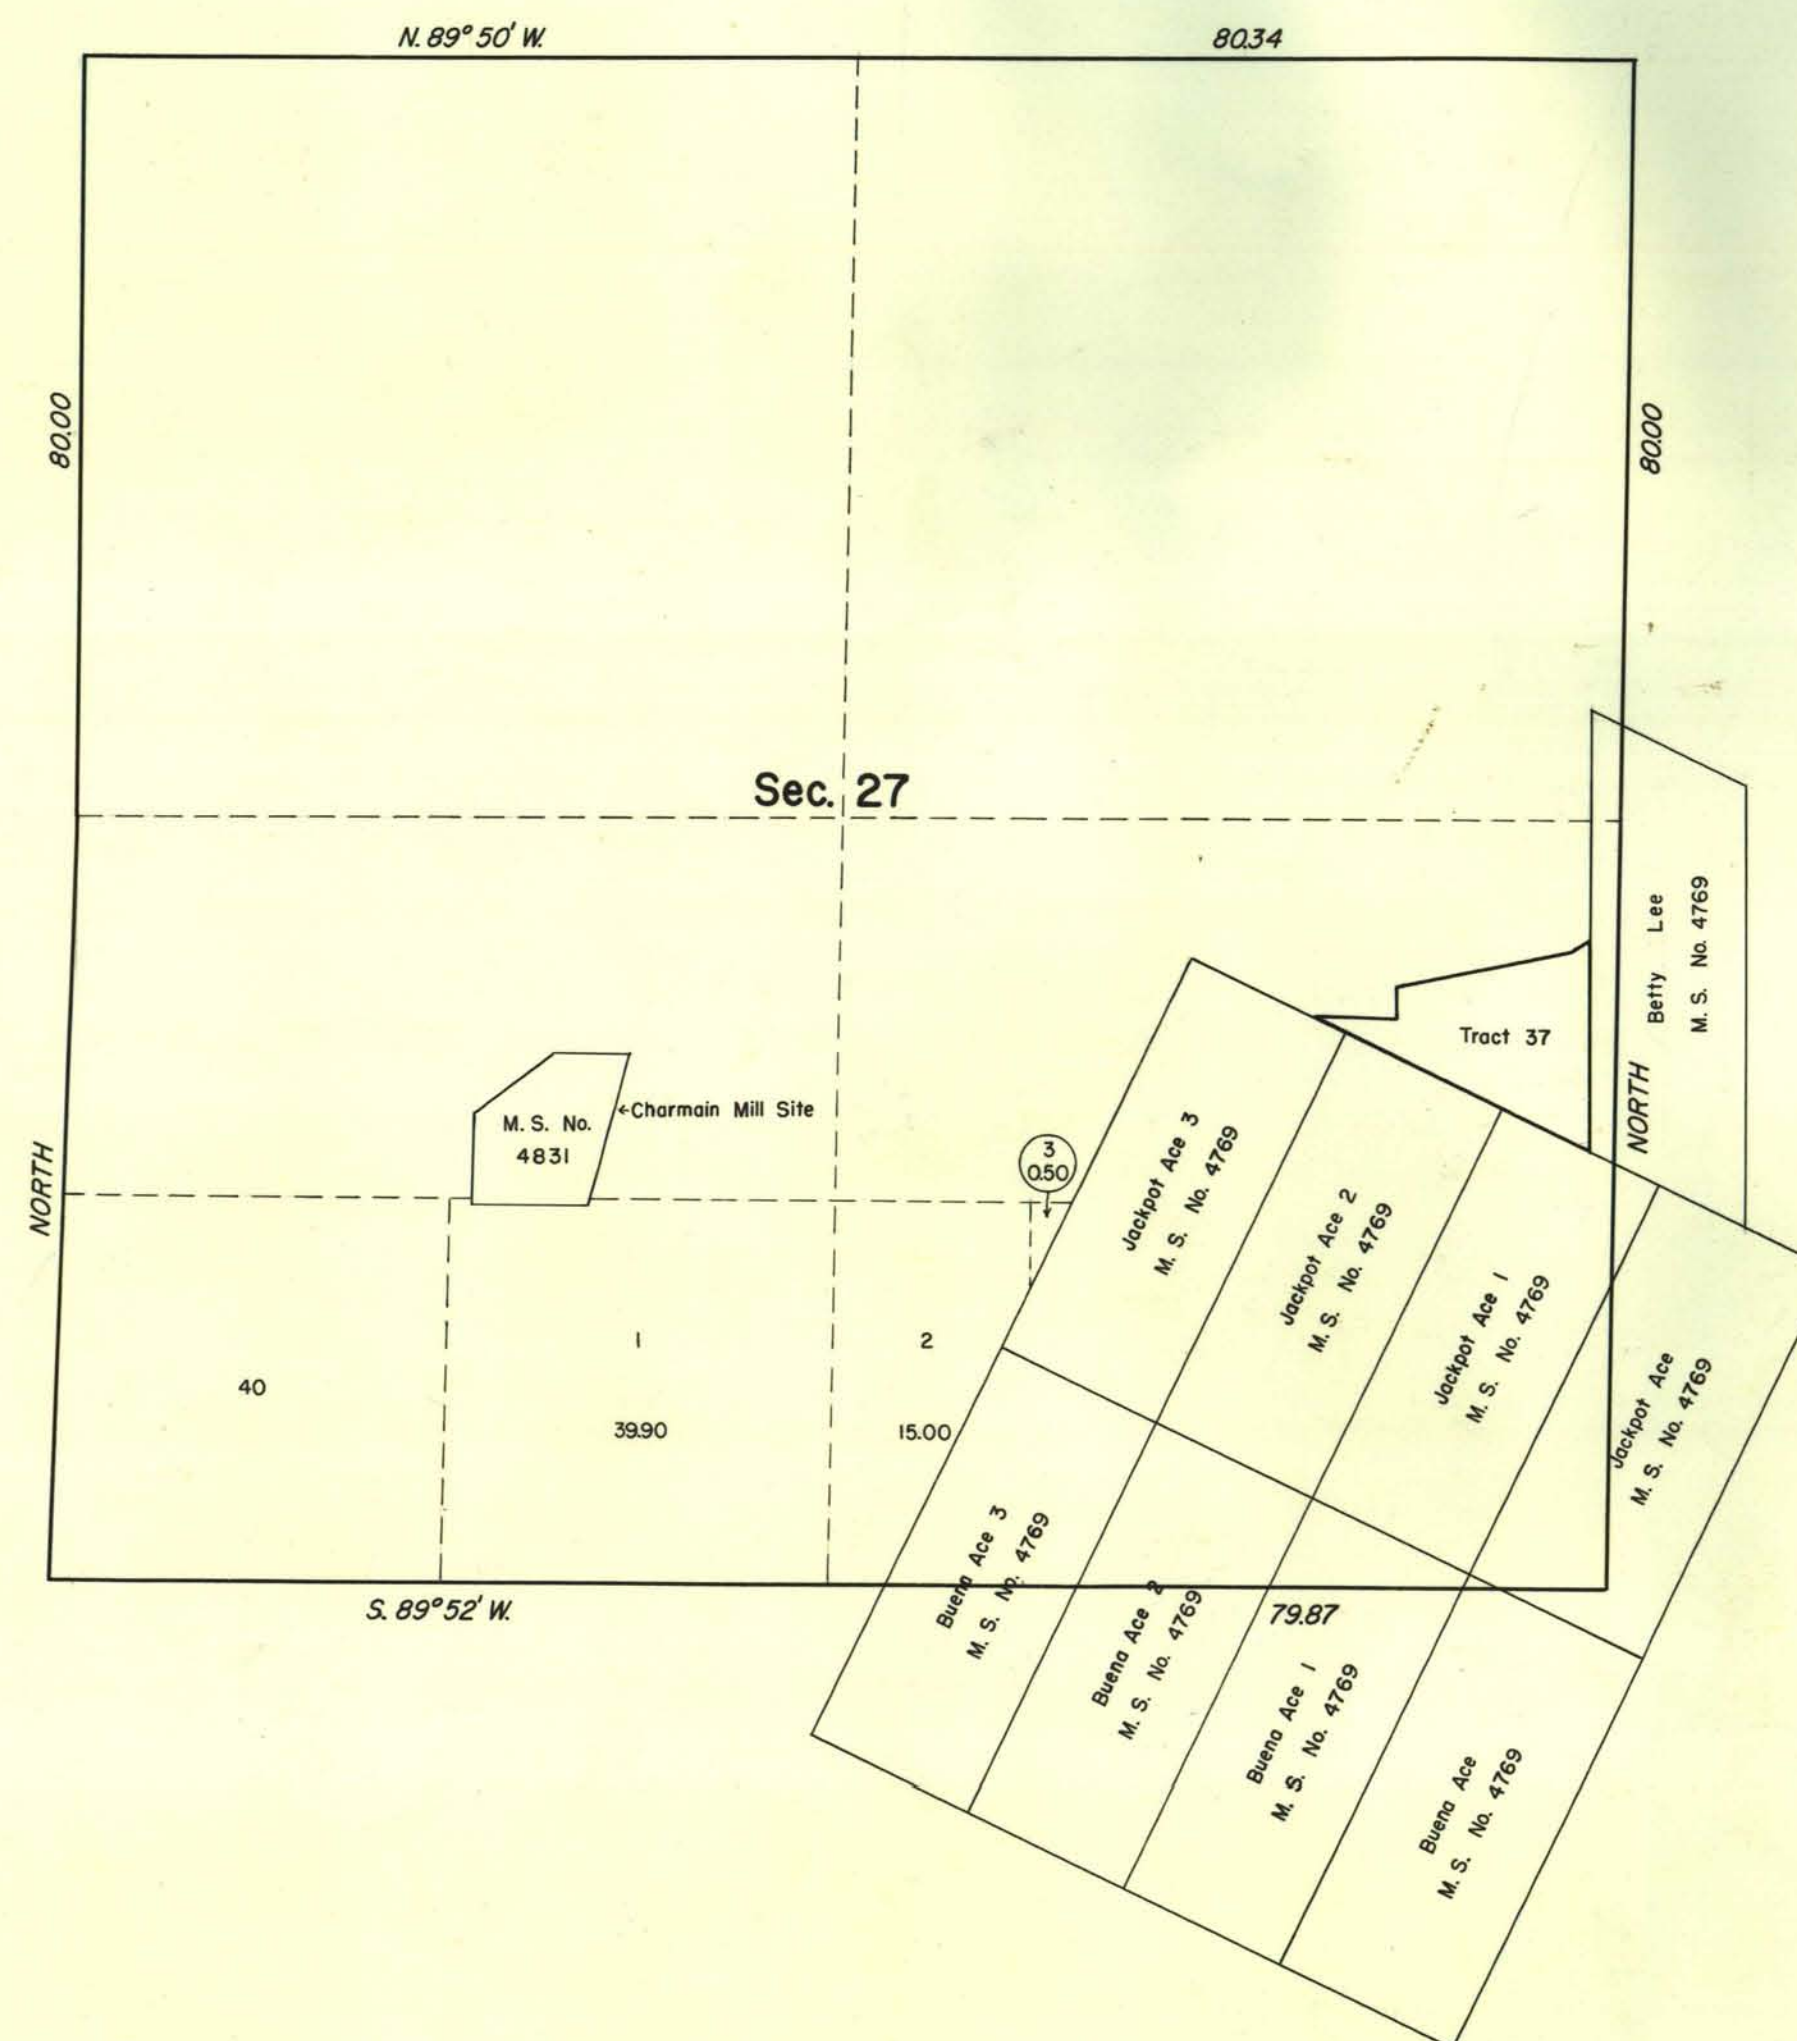 N. 89° 50' W.
80.34
80.00
80.00
Sec. 27
Betty Lee
M. S. No. 4769
Tract 37
NORTH
M. S. No.
4831
←Charmain Mill Site
3
0.50
NORTH
Jackpot Ace 3
M. S. No. 4769
Jackpot Ace 2
M. S. No. 4769
Jackpot Ace 1
M. S. No. 4769
Jackpot Ace
M. S. No. 4769
40
1
39.90
2
15.00
Buena Ace 3
M. S. No. 4769
Buena Ace 2
M. S. No. 4769
Buena Ace 1
M. S. No. 4769
Buena Ace
M. S. No. 4769
S. 89° 52' W.
79.87